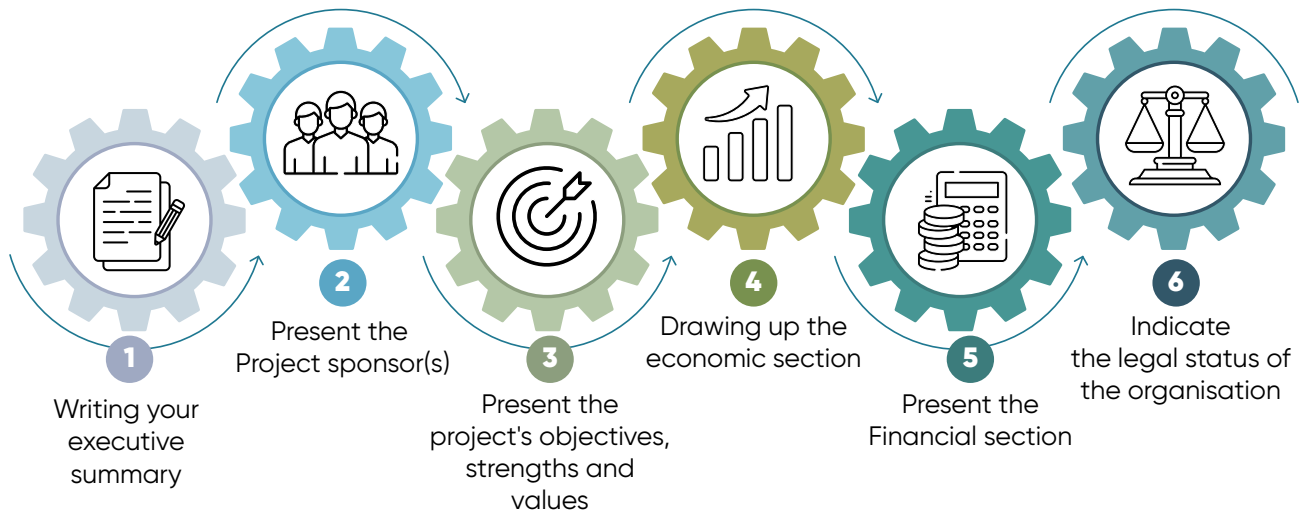 1
Writing your
executive
summary
2
Present the
Project sponsor(s)
3
Present the
project's objectives,
strengths and
values
4
Drawing up the
economic section
5
Present the
Financial section
6
Indicate
the legal status of
the organisation